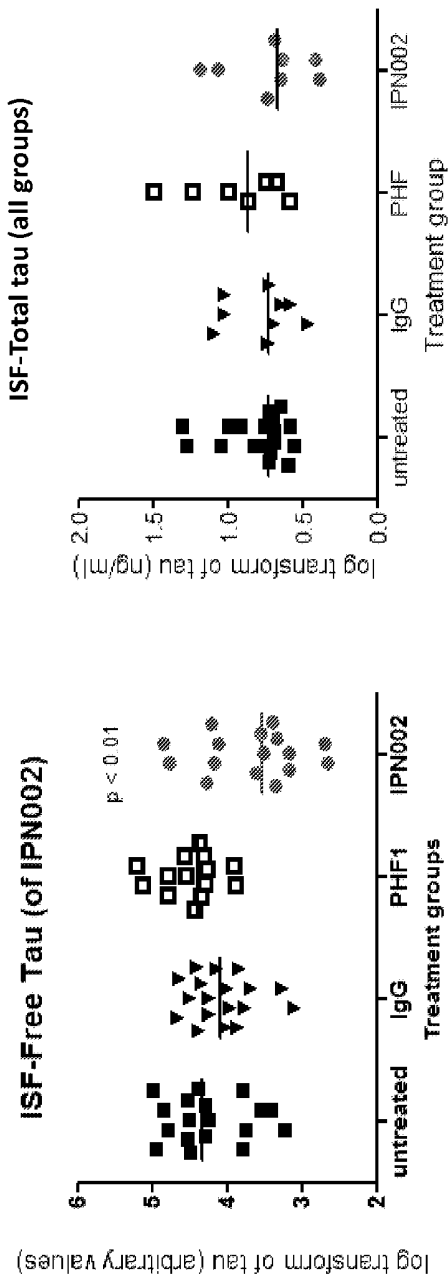 ISF-Free Tau (of IPN002)
log transform of tau (arbitrary values)
6
5
4
3
2
p < 0.01
untreated IgG PHF1 IPN002
Treatment groups
ISF-Total tau (all groups)
log transform of tau (ng/ml)
2.0
1.5
1.0
0.5
0.0
untreated IgG PHF IPN002
Treatment group